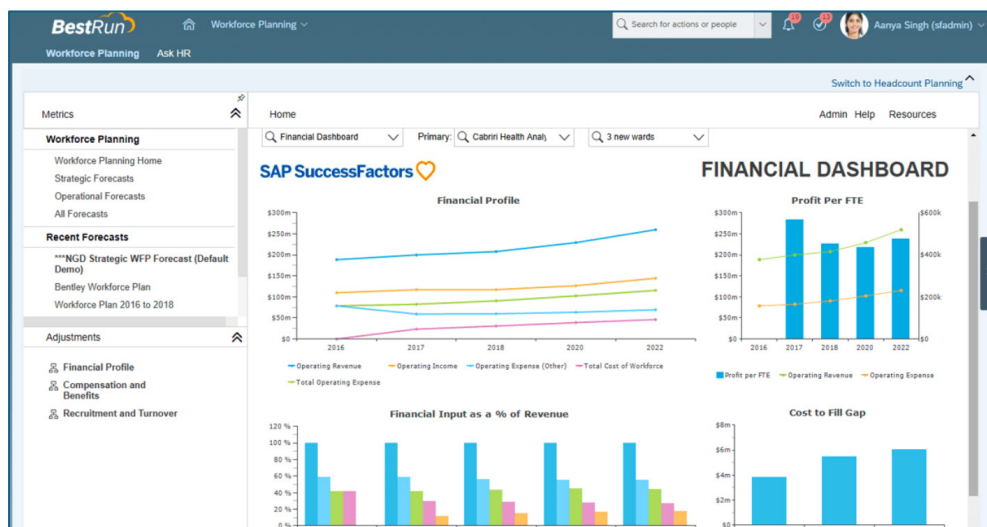 BestRun
Workforce Planning
Search for actions or people
19
13
Aanya Singh (sfadmin)
Workforce Planning
Ask HR
Switch to Headcount Planning
Metrics
Home
Admin
Help
Resources
Workforce Planning
Workforce Planning Home
Strategic Forecasts
Operational Forecasts
All Forecasts
Recent Forecasts
***NGD Strategic WFP Forecast (Default
Demo)
Bentley Workforce Plan
Workforce Plan 2016 to 2018
Adjustments
Financial Profile
Compensation and
Benefits
Recruitment and Turnover
Financial Dashboard
Primary:
Cabriri Health Analy
3 new wards
SAP SuccessFactors
FINANCIAL DASHBOARD
Financial Profile
$300m
$250m
$200m
$150m
$100m
$50m
$0
2016
2017
2018
2020
2022
Operating Revenue
Operating Income
Operating Expense (Other)
Total Cost of Workforce
Total Operating Expense
Profit Per FTE
$300m
$250m
$200m
$150m
$100m
$50m
$0
$600k
$400k
$200k
$0
2016
2017
2018
2020
2022
Profit per FTE
Operating Revenue
Operating Expense
Financial Input as a % of Revenue
120 %
100 %
80 %
60 %
40 %
20 %
0 %
Cost to Fill Gap
$8m
$6m
$4m
$2m
$0